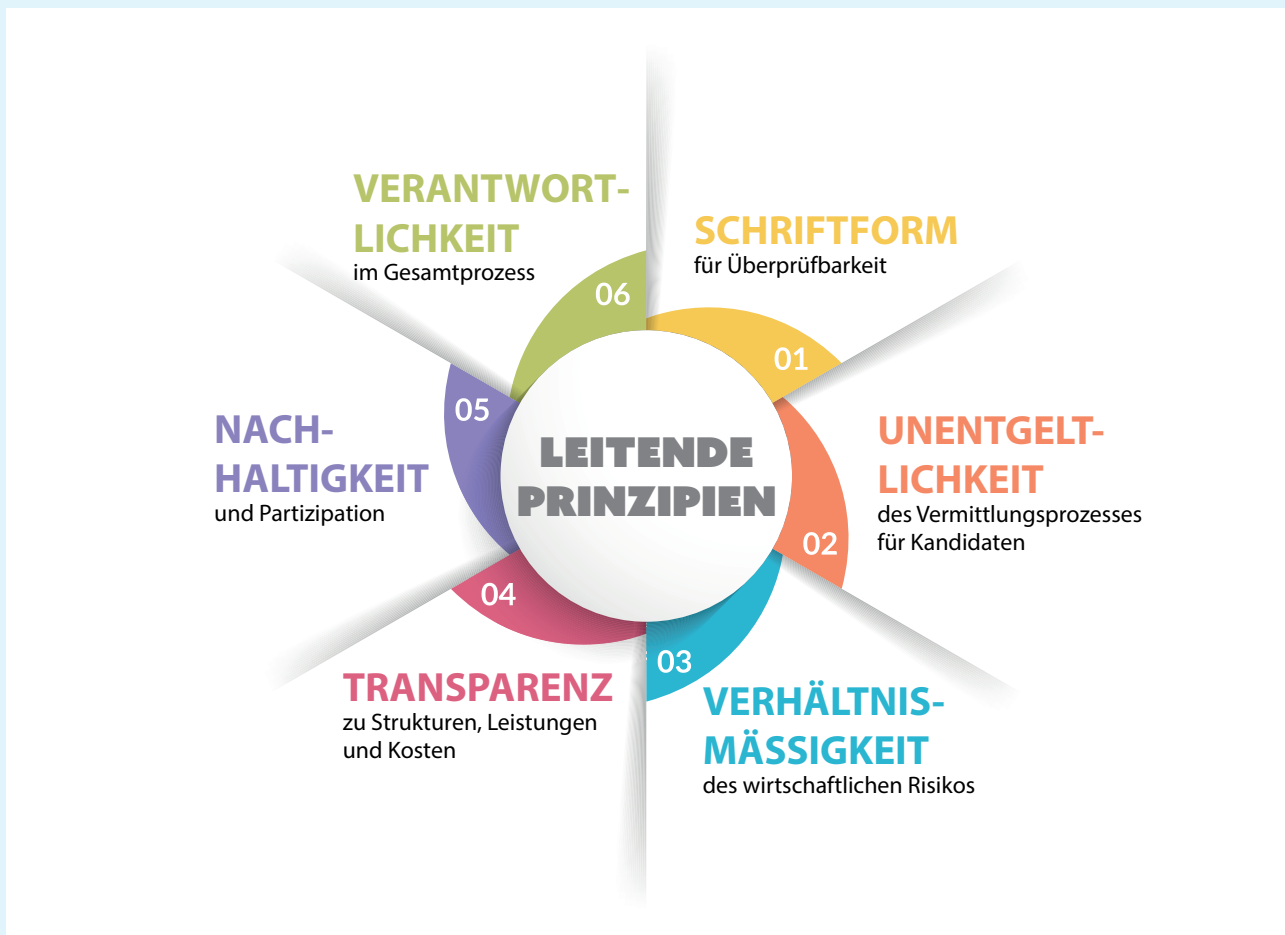 LEITENDE
PRINZIPIEN
01
SCHRIFTFORM
für Überprüfbarkeit
02
UNENTGELT-
LICHKEIT
des Vermittlungsprozesses
für Kandidaten
03
VERHÄLTNIS-
MÄSSIGKEIT
des wirtschaftlichen Risikos
04
TRANSPARENZ
zu Strukturen, Leistungen
und Kosten
05
NACH-
HALTIGKEIT
und Partizipation
06
VERANTWORT-
LICHKEIT
im Gesamtprozess